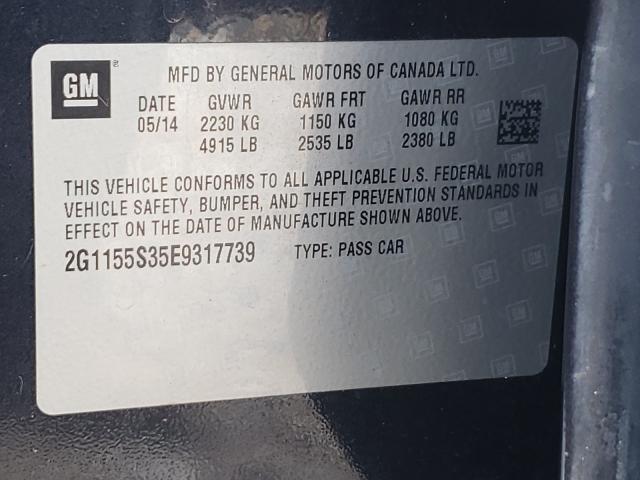 GM
MFD BY GENERAL MOTORS OF CANADA LTD.
DATE GVWR GAWR FRT GAWR RR
05/14 2230 KG 1150 KG 1080 KG
4915 LB 2535 LB 2380 LB
THIS VEHICLE CONFORMS TO ALL APPLICABLE U.S. FEDERAL MOTOR
VEHICLE SAFETY, BUMPER, AND THEFT PREVENTION STANDARDS IN
EFFECT ON THE DATE OF MANUFACTURE SHOWN ABOVE.
2G1155S35E9317739 TYPE: PASS CAR